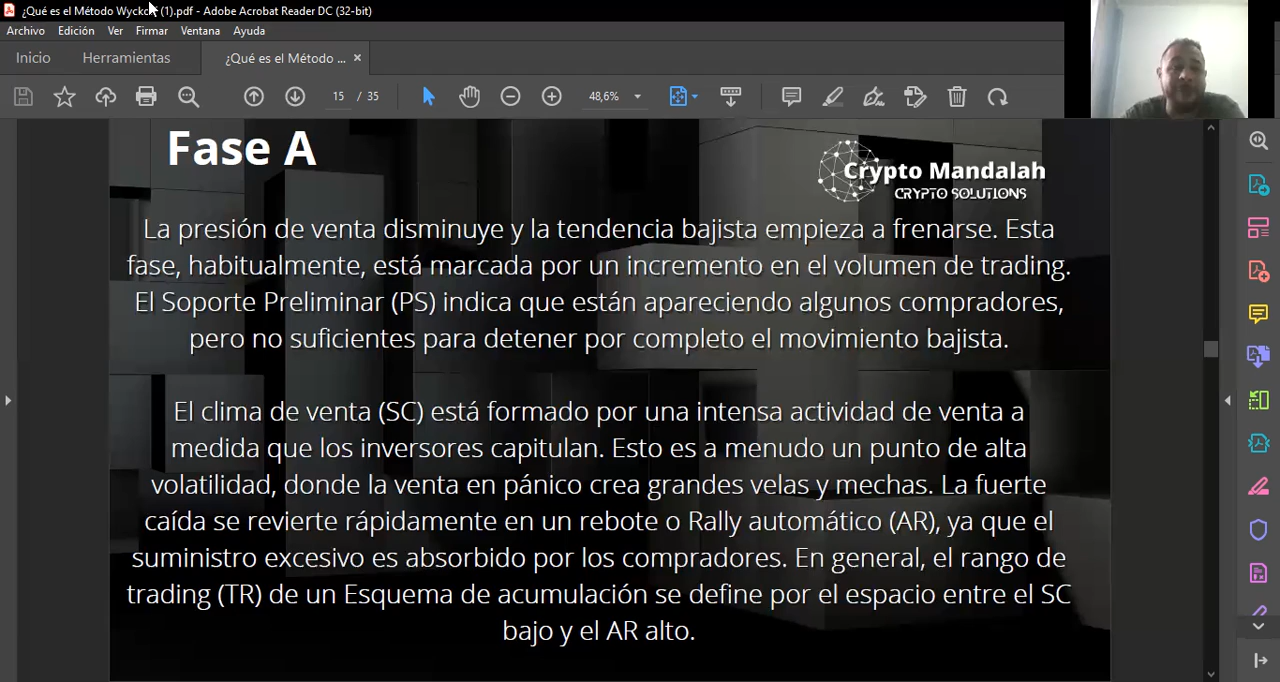 ¿Qué es el Método Wyckc (1).pdf - Adobe Acrobat Reader DC (32-bit)
Archivo Edición Ver Firmar Ventana Ayuda
Inicio Herramientas ¿Qué es el Método ... ×
15 / 35 48,6%
Fase A
Crypto Mandalah
CRYPTO SOLUTIONS
La presión de venta disminuye y la tendencia bajista empieza a frenarse. Esta
fase, habitualmente, está marcada por un incremento en el volumen de trading.
El Soporte Preliminar (PS) indica que están apareciendo algunos compradores,
pero no suficientes para detener por completo el movimiento bajista.
El clima de venta (SC) está formado por una intensa actividad de venta a
medida que los inversores capitulan. Esto es a menudo un punto de alta
volatilidad, donde la venta en pánico crea grandes velas y mechas. La fuerte
caída se revierte rápidamente en un rebote o Rally automático (AR), ya que el
suministro excesivo es absorbido por los compradores. En general, el rango de
trading (TR) de un Esquema de acumulación se define por el espacio entre el SC
bajo y el AR alto.